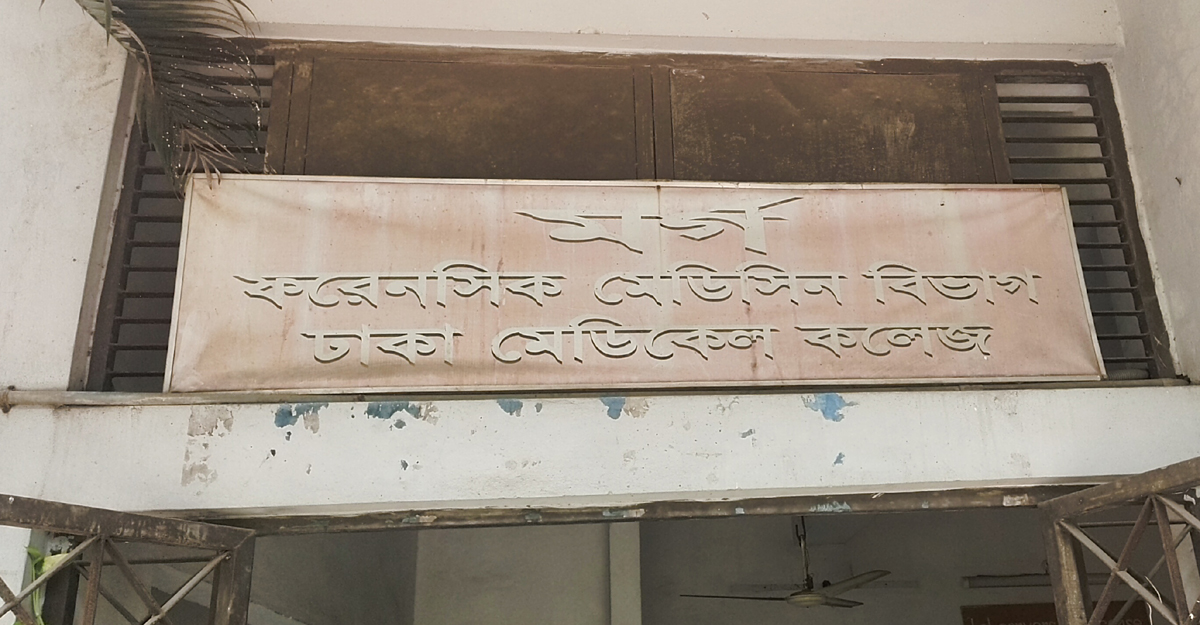 মর্গ
ফরেনসিক মেডিসিন বিভাগ
ঢাকা মেডিকেল কলেজ